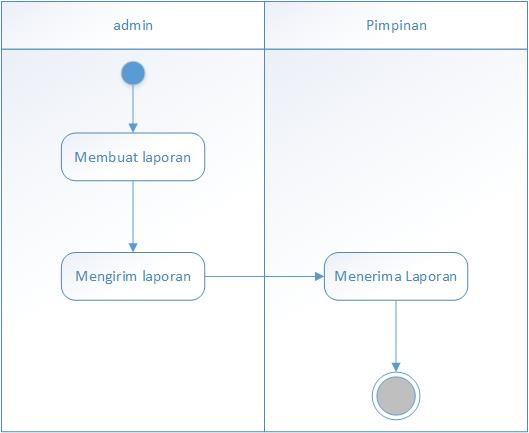 admin
Pimpinan
Membuat laporan
Mengirim laporan
Menerima Laporan